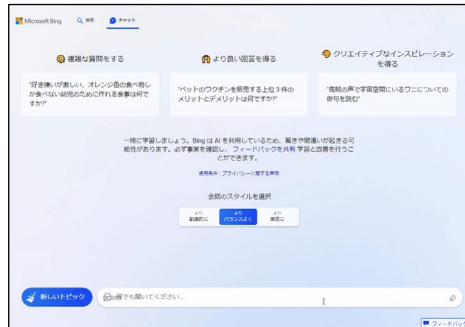 Microsoft Bing 検索 チャット
複雑な質問をする
"好き嫌いが激しい、オレンジ色の食べ物し
か食べない幼児のために作れる食事は何で
すか?"
より良い回答を得る
"ペットのワクチンを販売する上位 3 件の
メリットとデメリットは何ですか?"
クリエイティブなインスピレーション
を得る
"海賊の声で宇宙空間にいるワニについての
俳句を読む"
一緒に学習しましょう。Bing は AI を利用しているため、驚きや間違いが起きる可
能性があります。必ず事実を確認し、フィードバックを共有 学習と改善を行うこ
とができます。
使用条件 プライバシーに関する声明
会話のスタイルを選択
より
創造的に
より
バランスよく
より
厳密に
新しいトピック
何でも聞いてください...
フィードバック